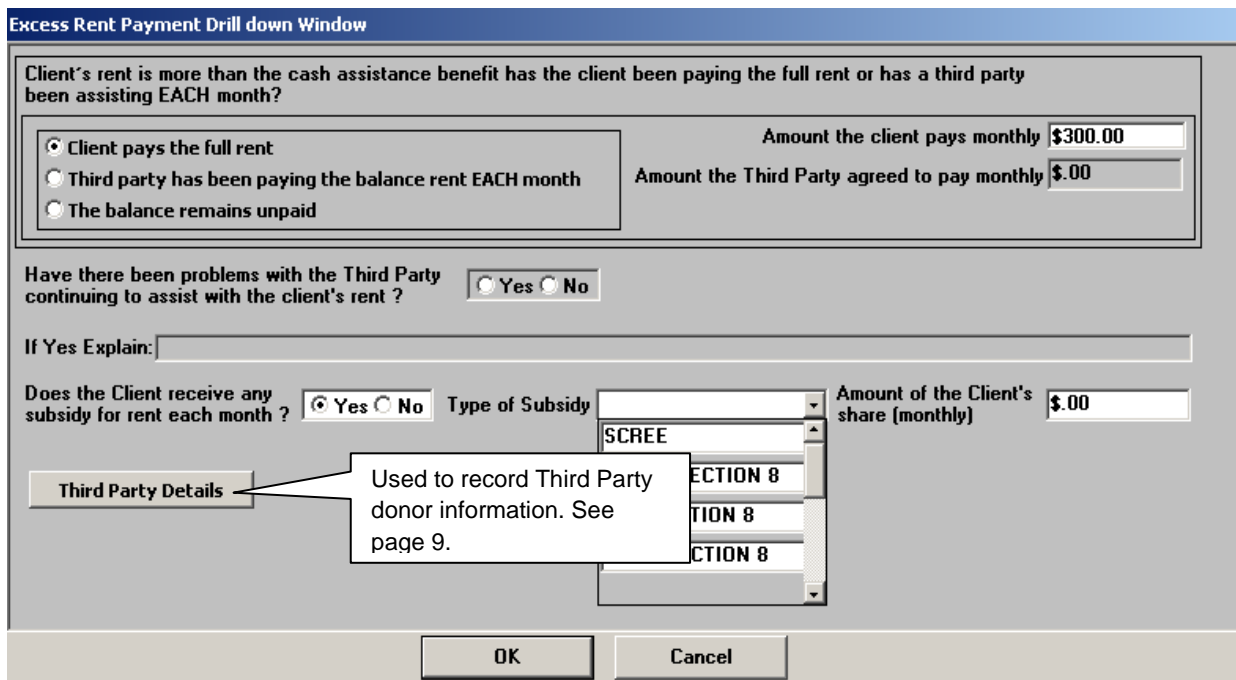 Excess Rent Payment Drill down Window
Client's rent is more than the cash assistance benefit has the client been paying the full rent or has a third party
been assisting EACH month?
Client pays the full rent
Third party has been paying the balance rent EACH month
The balance remains unpaid
Amount the client pays monthly $300.00
Amount the Third Party agreed to pay monthly $.00
Have there been problems with the Third Party
continuing to assist with the client's rent ?
Yes No
If Yes Explain:
Does the Client receive any
subsidy for rent each month ?
Yes No
Type of Subsidy
Amount of the Client's
share (monthly)
$.00
SCREE
ECTION 8
TION 8
CTION 8
Third Party Details
Used to record Third Party
donor information. See
page 9.
OK Cancel